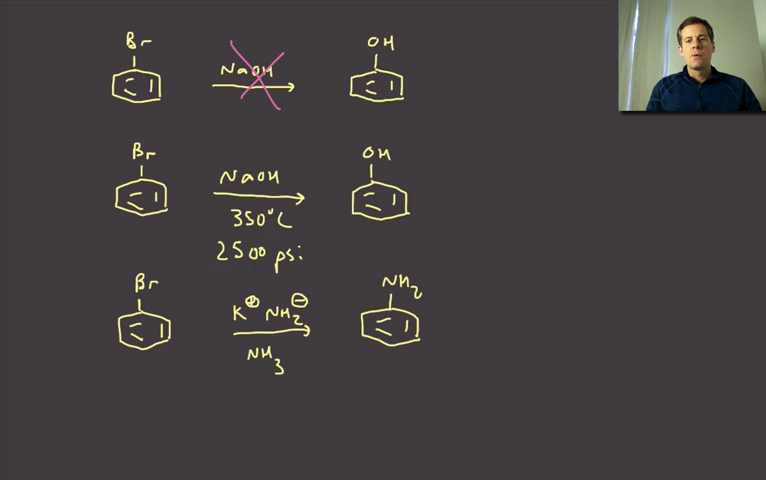 Br
OH
NaOH
Br
OH
NaOH
350°C
2500 psi
Br
NH2
K⊕ NH2⊖
NH3